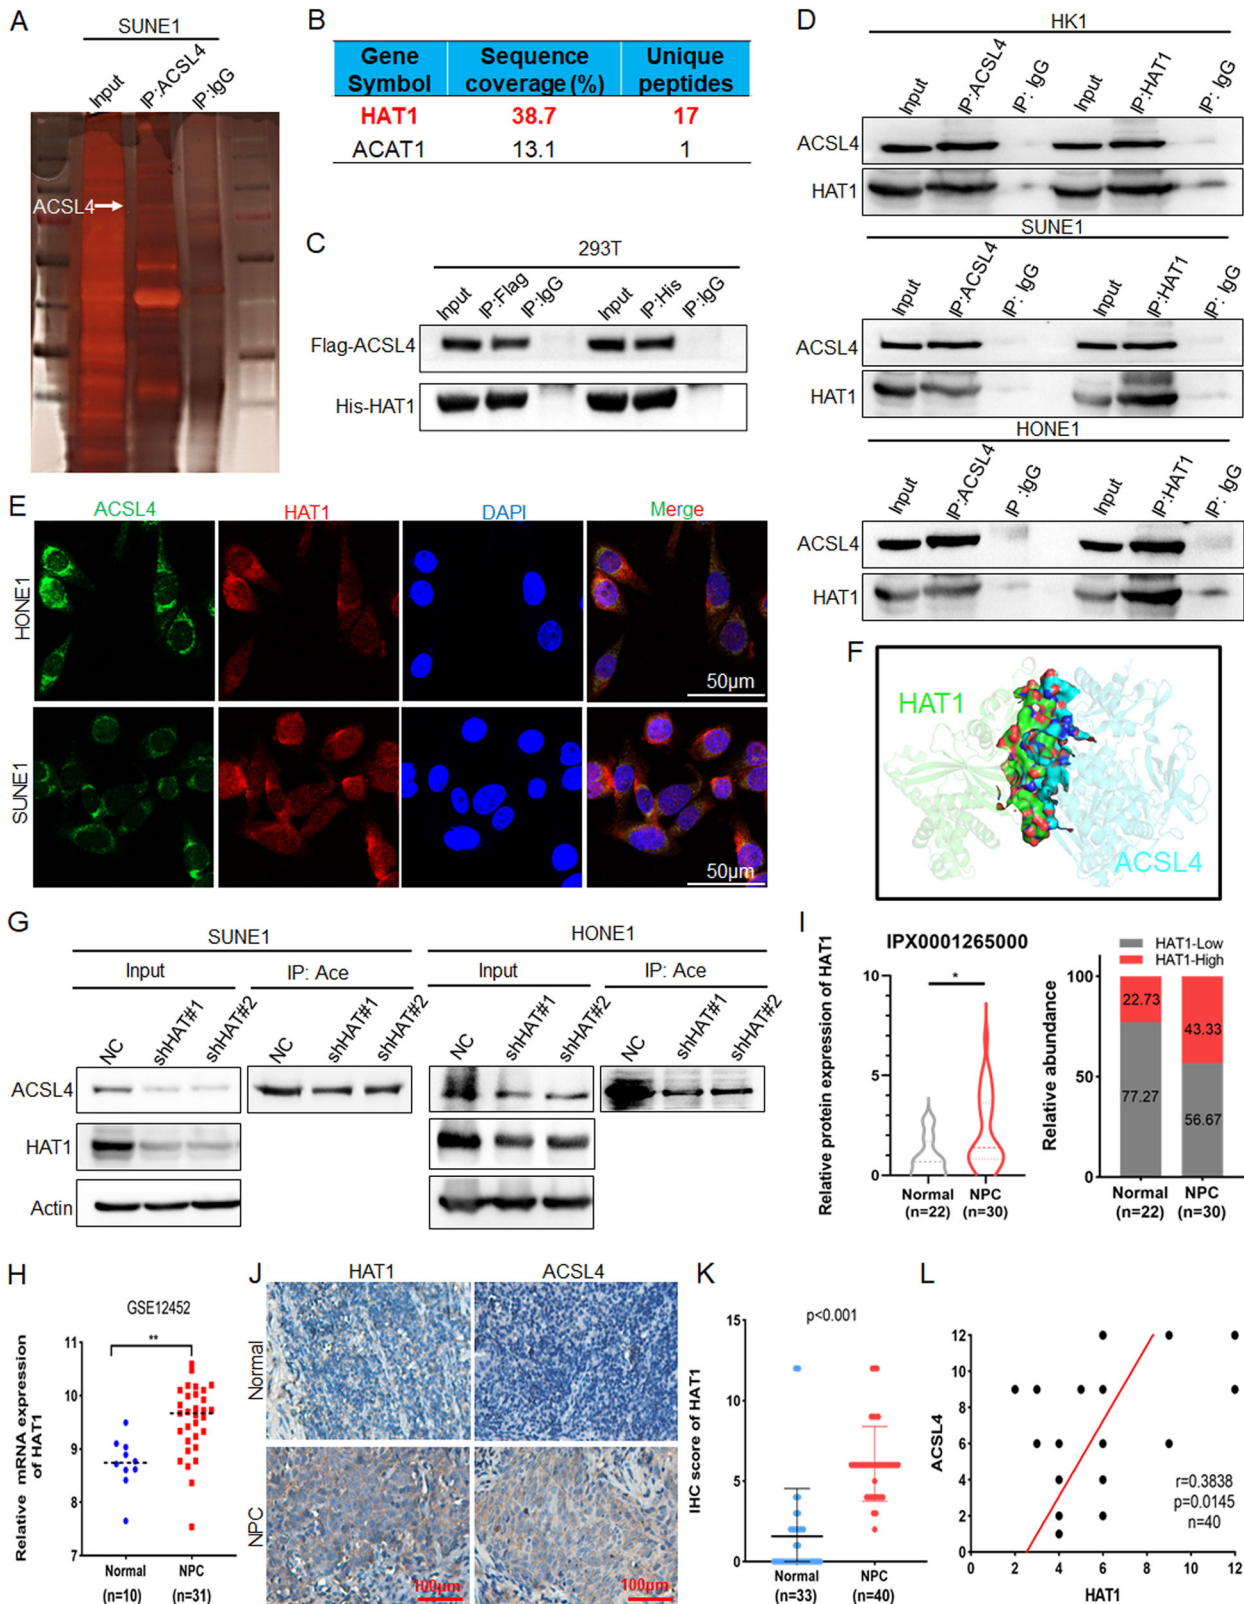 A
SUNE1
Input
IP:ACSL4
IP:IgG
ACSL4
B
Gene Symbol
Sequence coverage (%)
Unique peptides
HAT1 38.7 17
ACAT1 13.1 1
C
293T
Input
IP:Flag
IP:IgG
Input
IP:His
IP:IgG
Flag-ACSL4
His-HAT1
D
HK1
Input
IP:ACSL4
IP: IgG
Input
IP:HAT1
IP: IgG
ACSL4
HAT1
SUNE1
Input
IP:ACSL4
IP: IgG
Input
IP:HAT1
IP: IgG
ACSL4
HAT1
HONE1
Input
IP:ACSL4
IP :IgG
Input
IP:HAT1
IP: IgG
ACSL4
HAT1
E
ACSL4
HAT1
DAPI
Merge
HONE1
50μm
SUNE1
50μm
F
HAT1
ACSL4
G
SUNE1
HONE1
Input
IP: Ace
Input
IP: Ace
NC
shHAT#1
shHAT#2
NC
shHAT#1
shHAT#2
NC
shHAT#1
shHAT#2
NC
shHAT#1
shHAT#2
ACSL4
HAT1
Actin
I
IPX0001265000
Relative protein expression of HAT1
10
5
0
*
Normal
(n=22)
NPC
(n=30)
HAT1-Low
HAT1-High
Relative abundance
100
50
0
22.73
77.27
43.33
56.67
Normal
(n=22)
NPC
(n=30)
H
GSE12452
Relative mRNA expression
of HAT1
11
10
9
8
7
**
Normal
(n=10)
NPC
(n=31)
J
HAT1
ACSL4
Normal
NPC
100μm
100μm
K
p<0.001
IHC score of HAT1
15
10
5
0
Normal
(n=33)
NPC
(n=40)
L
ACSL4
12
10
8
6
4
2
0
r=0.3838
p=0.0145
n=40
0 2 4 6 8 10 12
HAT1